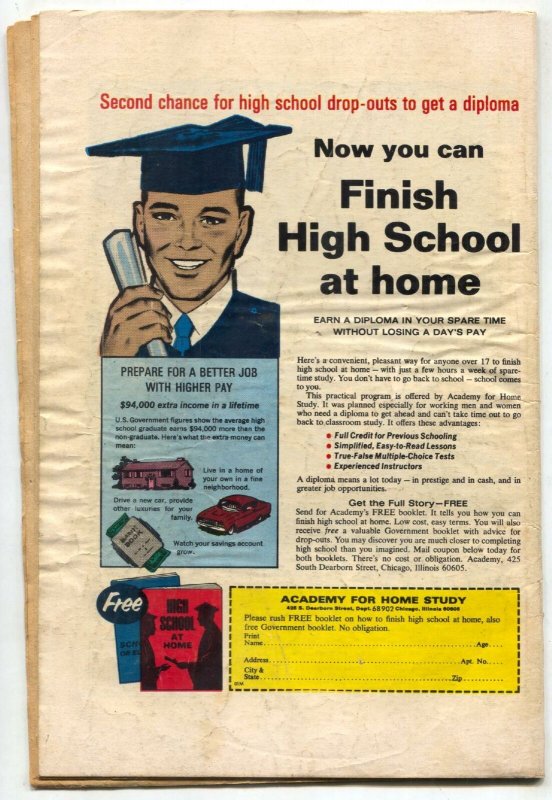 Second chance for high school drop-outs to get a diploma
Now you can
Finish
High School
at home
EARN A DIPLOMA IN YOUR SPARE TIME
WITHOUT LOSING A DAY'S PAY
Here's a convenient, pleasant way for anyone over 17 to finish
high school at home – with just a few hours a week of spare-
time study. You don't have to go back to school – school comes
to you.
This practical program is offered by Academy for Home
Study. It was planned especially for working men and women
who need a diploma to get ahead and can't take time out to go
back to classroom study. It offers these advantages:
• Full Credit for Previous Schooling
• Simplified, Easy-to-Read Lessons
• True-False Multiple-Choice Tests
• Experienced Instructors
A diploma means a lot today – in prestige and in cash, and in
greater job opportunities.
Get the Full Story–FREE
Send for Academy's FREE booklet. It tells you how you can
finish high school at home. Low cost, easy terms. You will also
receive free a valuable Government booklet with advice for
drop-outs. You may discover you are much closer to completing
high school than you imagined. Mail coupon below today for
both booklets. There's no cost or obligation. Academy, 425
South Dearborn Street, Chicago, Illinois 60605.
PREPARE FOR A BETTER JOB
WITH HIGHER PAY
$94,000 extra income in a lifetime
U.S. Government figures show the average high
school graduate earns $94,000 more than the
non-graduate. Here's what the extra money can
mean:
Live in a home of
your own in a fine
neighborhood.
Drive a new car, provide
other luxuries for your
family.
BANK BOOK
Watch your savings account
grow.
Free
HIGH
SCHOOL
AT
HOME
ACADEMY FOR HOME STUDY
425 S. Dearborn Street, Dept. 68902 Chicago, Illinois 60605
Please rush FREE booklet on how to finish high school at home, also
free Government booklet. No obligation.
Print
Name Age
Address Apt. No.
City &
State Zip